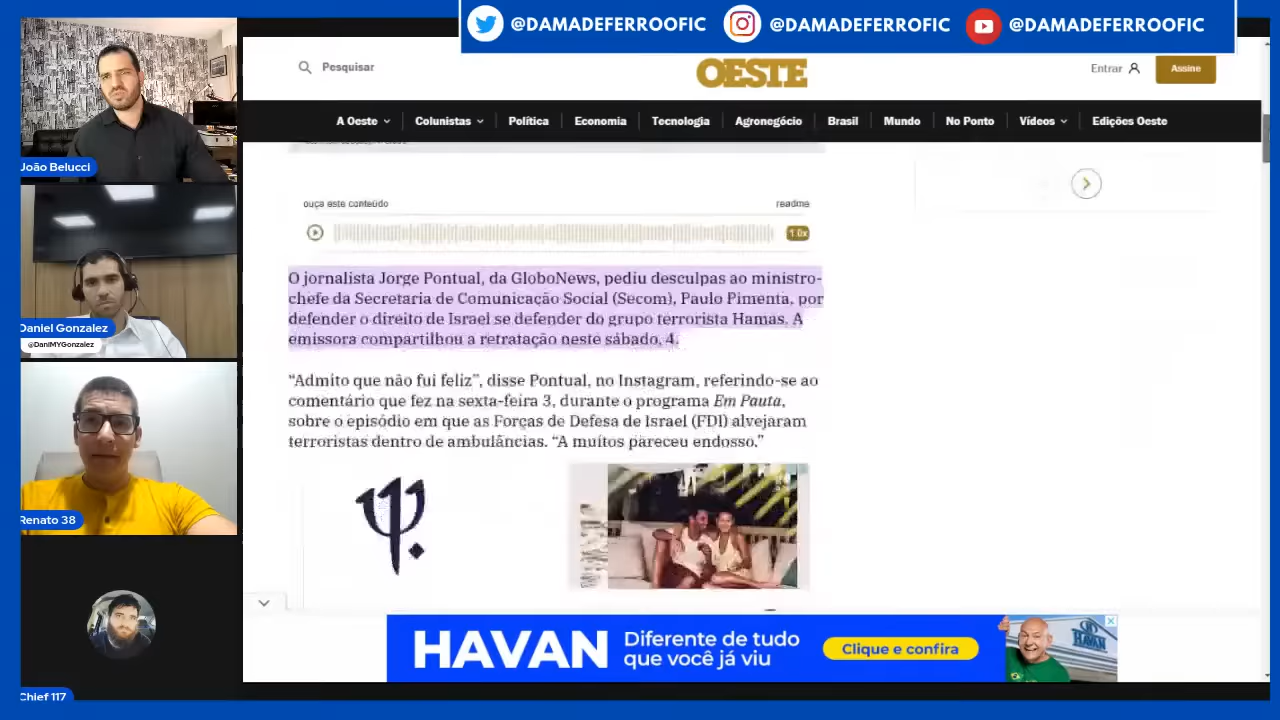 @DAMADEFERROOFIC
@DAMADEFERROFIC
@DAMADEFERROOFIC
Pesquisar
OESTE
Entrar
Assine
A Oeste
Colunistas
Política
Economia
Tecnologia
Agronegócio
Brasil
Mundo
No Ponto
Vídeos
Edições Oeste
ouça este conteúdo
readme
1.0x
O jornalista Jorge Pontual, da GloboNews, pediu desculpas ao ministro-
chefe da Secretaria de Comunicação Social (Secom), Paulo Pimenta, por
defender o direito de Israel se defender do grupo terrorista Hamas. A
emissora compartilhou a retratação neste sábado, 4.
“Admito que não fui feliz”, disse Pontual, no Instagram, referindo-se ao
comentário que fez na sexta-feira 3, durante o programa Em Pauta,
sobre o episódio em que as Forças de Defesa de Israel (FDI) alvejaram
terroristas dentro de ambulâncias. “A muitos pareceu endosso.”
HAVAN
Diferente de tudo
que você já viu
Clique e confira
HAVAN
João Belucci
Daniel Gonzalez
@DaniMYGonzalez
Renato 38
Chief 117